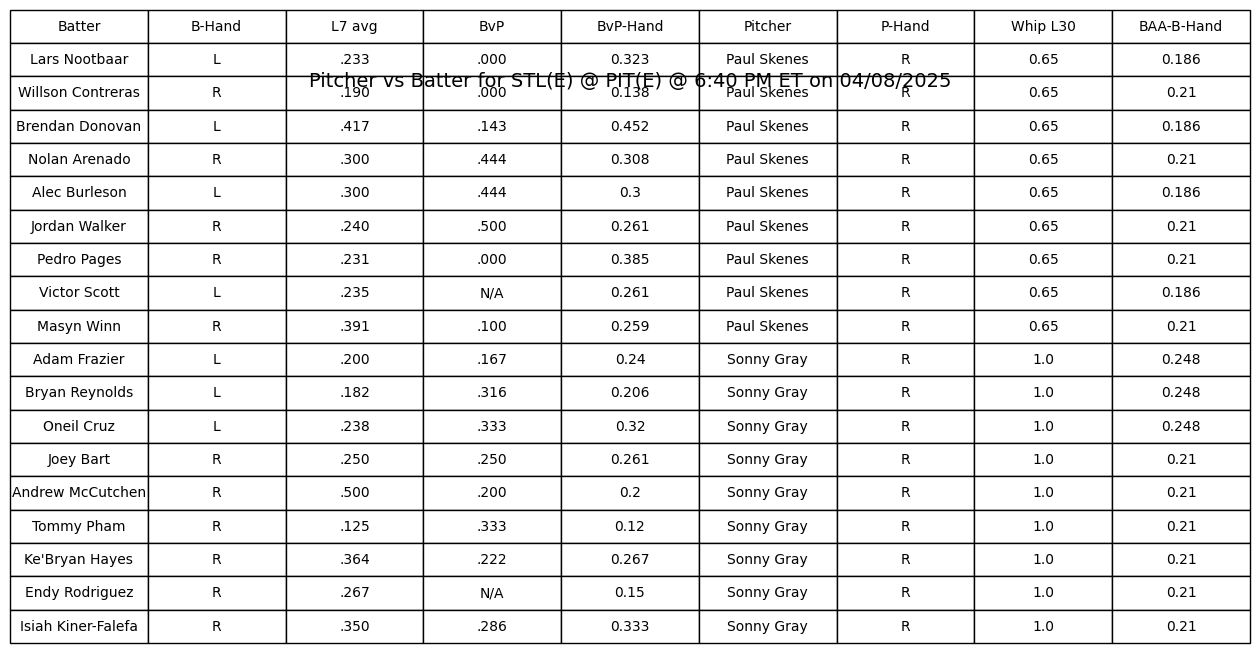 Batter B-Hand L7 avg BvP BvP-Hand Pitcher P-Hand Whip L30 BAA-B-Hand
Lars Nootbaar L .233 .000 0.323 Paul Skenes R 0.65 0.186
Pitcher vs Batter for STL(E) @ PIT(E) @ 6:40 PM ET on 04/08/2025
Willson Contreras R .190 .000 0.138 Paul Skenes R 0.65 0.21
Brendan Donovan L .417 .143 0.452 Paul Skenes R 0.65 0.186
Nolan Arenado R .300 .444 0.308 Paul Skenes R 0.65 0.21
Alec Burleson L .300 .444 0.3 Paul Skenes R 0.65 0.186
Jordan Walker R .240 .500 0.261 Paul Skenes R 0.65 0.21
Pedro Pages R .231 .000 0.385 Paul Skenes R 0.65 0.21
Victor Scott L .235 N/A 0.261 Paul Skenes R 0.65 0.186
Masyn Winn R .391 .100 0.259 Paul Skenes R 0.65 0.21
Adam Frazier L .200 .167 0.24 Sonny Gray R 1.0 0.248
Bryan Reynolds L .182 .316 0.206 Sonny Gray R 1.0 0.248
Oneil Cruz L .238 .333 0.32 Sonny Gray R 1.0 0.248
Joey Bart R .250 .250 0.261 Sonny Gray R 1.0 0.21
Andrew McCutchen R .500 .200 0.2 Sonny Gray R 1.0 0.21
Tommy Pham R .125 .333 0.12 Sonny Gray R 1.0 0.21
Ke'Bryan Hayes R .364 .222 0.267 Sonny Gray R 1.0 0.21
Endy Rodriguez R .267 N/A 0.15 Sonny Gray R 1.0 0.21
Isiah Kiner-Falefa R .350 .286 0.333 Sonny Gray R 1.0 0.21